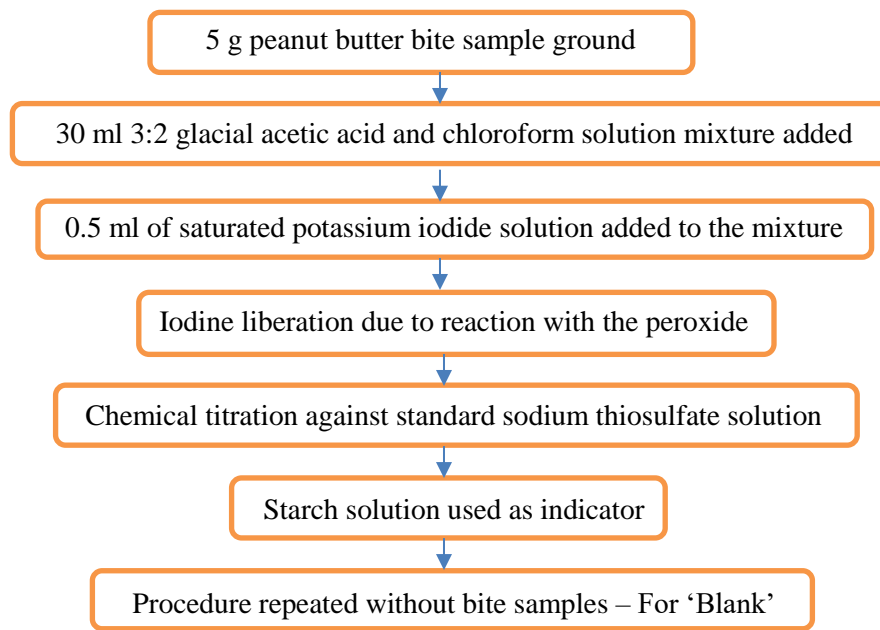 5 g peanut butter bite sample ground
30 ml 3:2 glacial acetic acid and chloroform solution mixture added
0.5 ml of saturated potassium iodide solution added to the mixture
Iodine liberation due to reaction with the peroxide
Chemical titration against standard sodium thiosulfate solution
Starch solution used as indicator
Procedure repeated without bite samples – For ‘Blank’